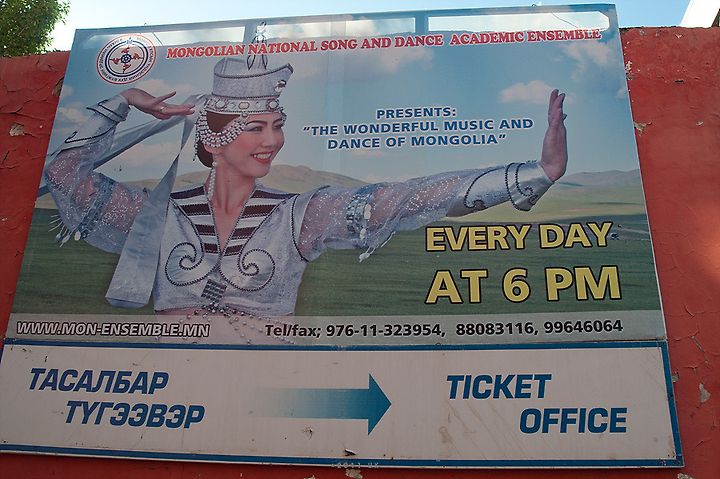 MONGOLIAN NATIONAL SONG AND DANCE ACADEMIC ENSEMBLE
PRESENTS:
"THE WONDERFUL MUSIC AND
DANCE OF MONGOLIA"
EVERY DAY
AT 6 PM
WWW.MON-ENSEMBLE.MN
Tel/fax; 976-11-323954, 88083116, 99646064
ТАСАЛБАР
ТҮГЭЭВЭР
TICKET
OFFICE